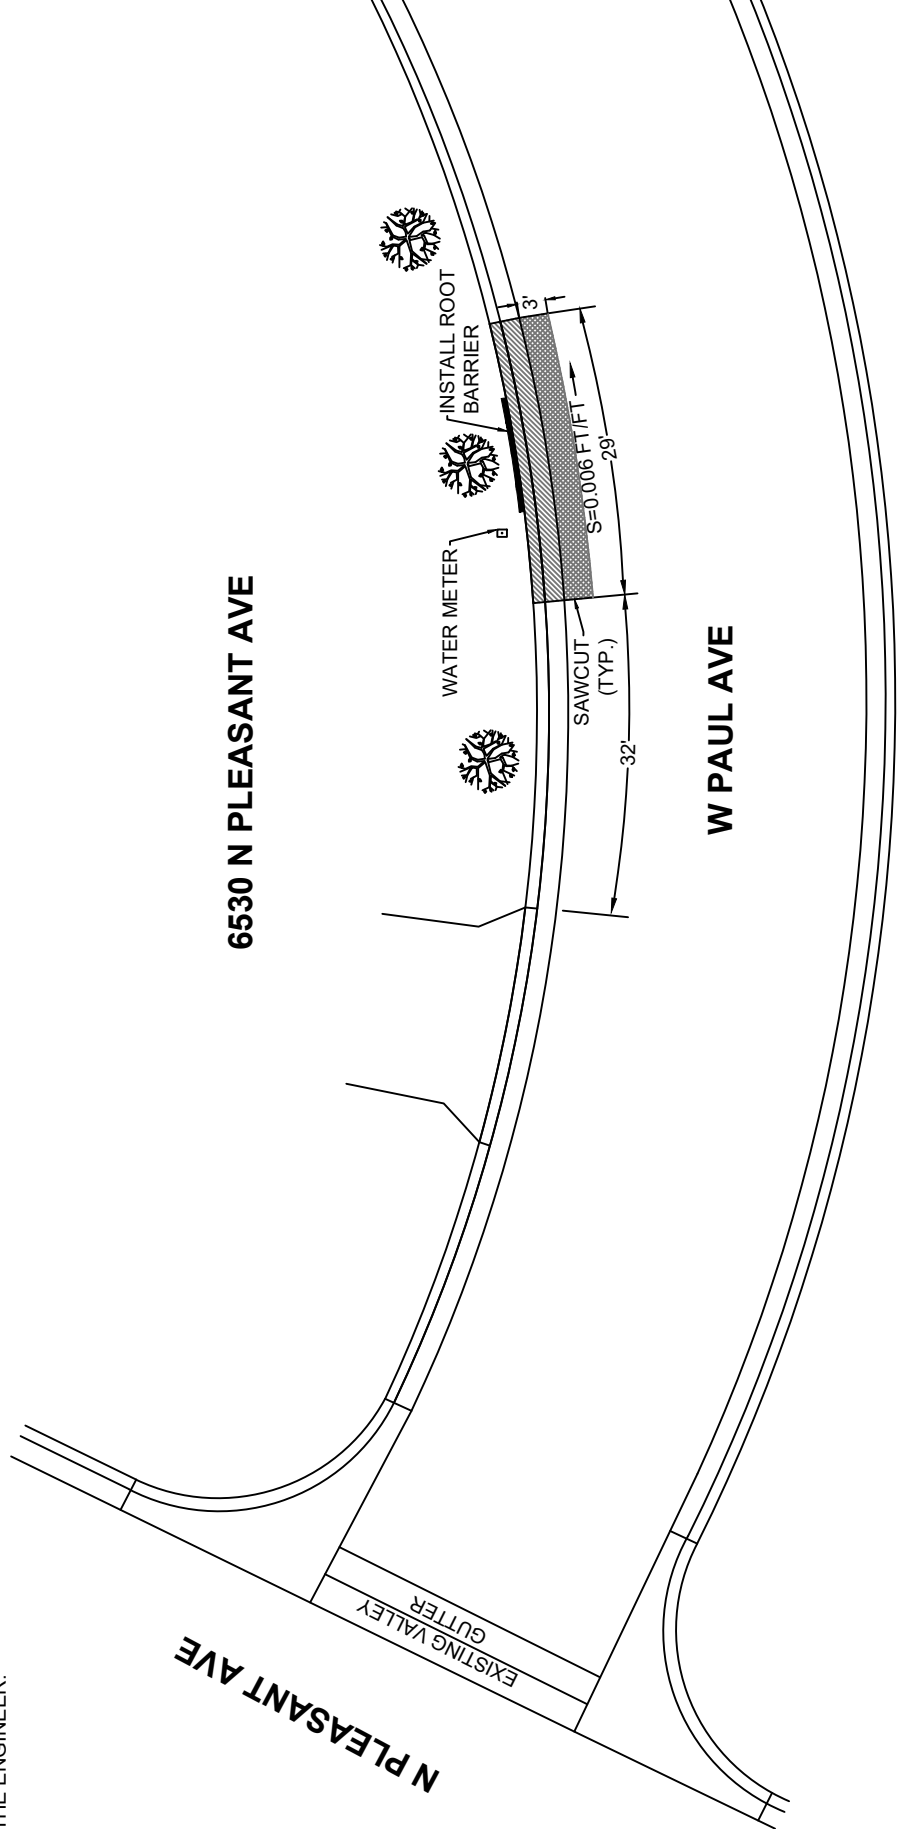 THE ENGINEER.
6530 N PLEASANT AVE
INSTALL ROOT
BARRIER
WATER METER
3'
S=0.006 FT/FT
29'
SAWCUT
(TYP.)
32'
W PAUL AVE
EXISTING VALLEY
GUTTER
N PLEASANT AVE